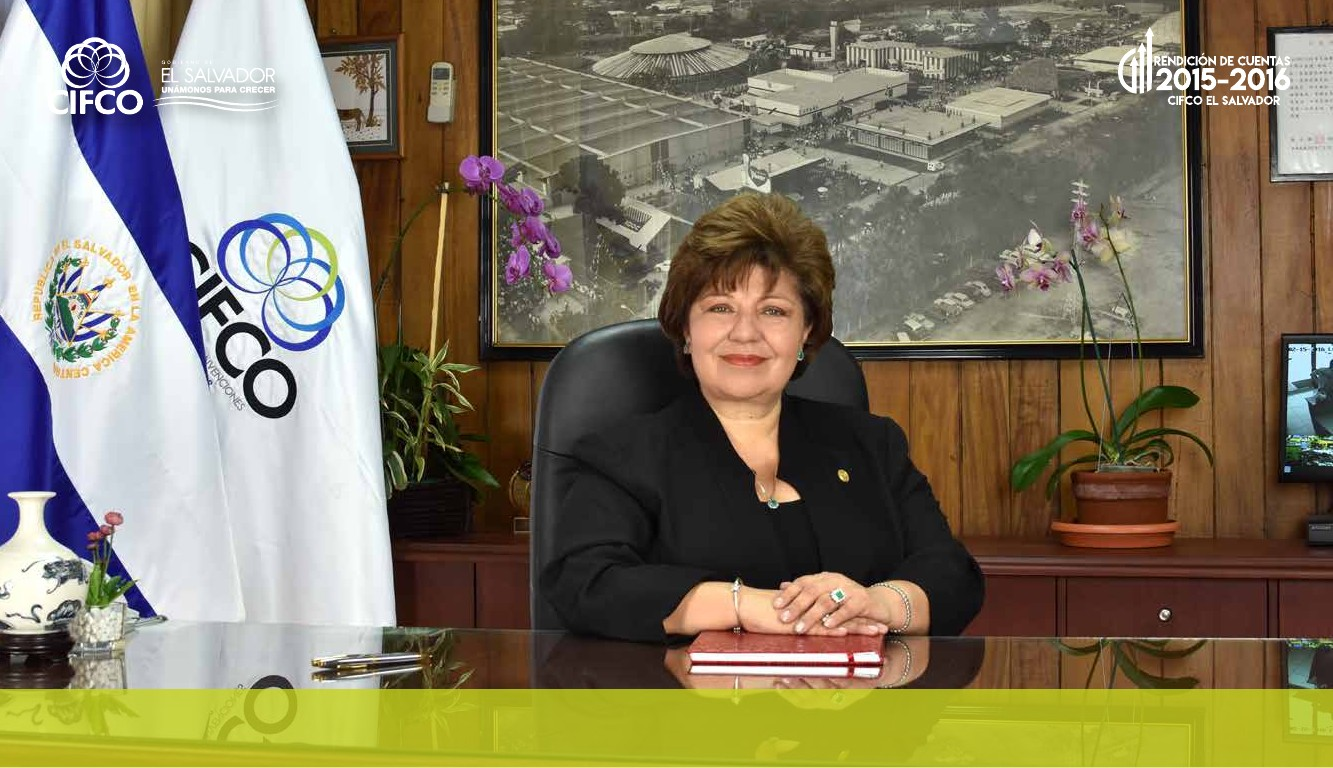 CIFCO
GOBIERNO DE
EL SALVADOR
UNÁMONOS PARA CRECER
RENDICIÓN DE CUENTAS
2015-2016
CIFCO EL SALVADOR
REPUBLICA DE EL SALVADOR EN LA AMERICA CENTRAL
CIFCO